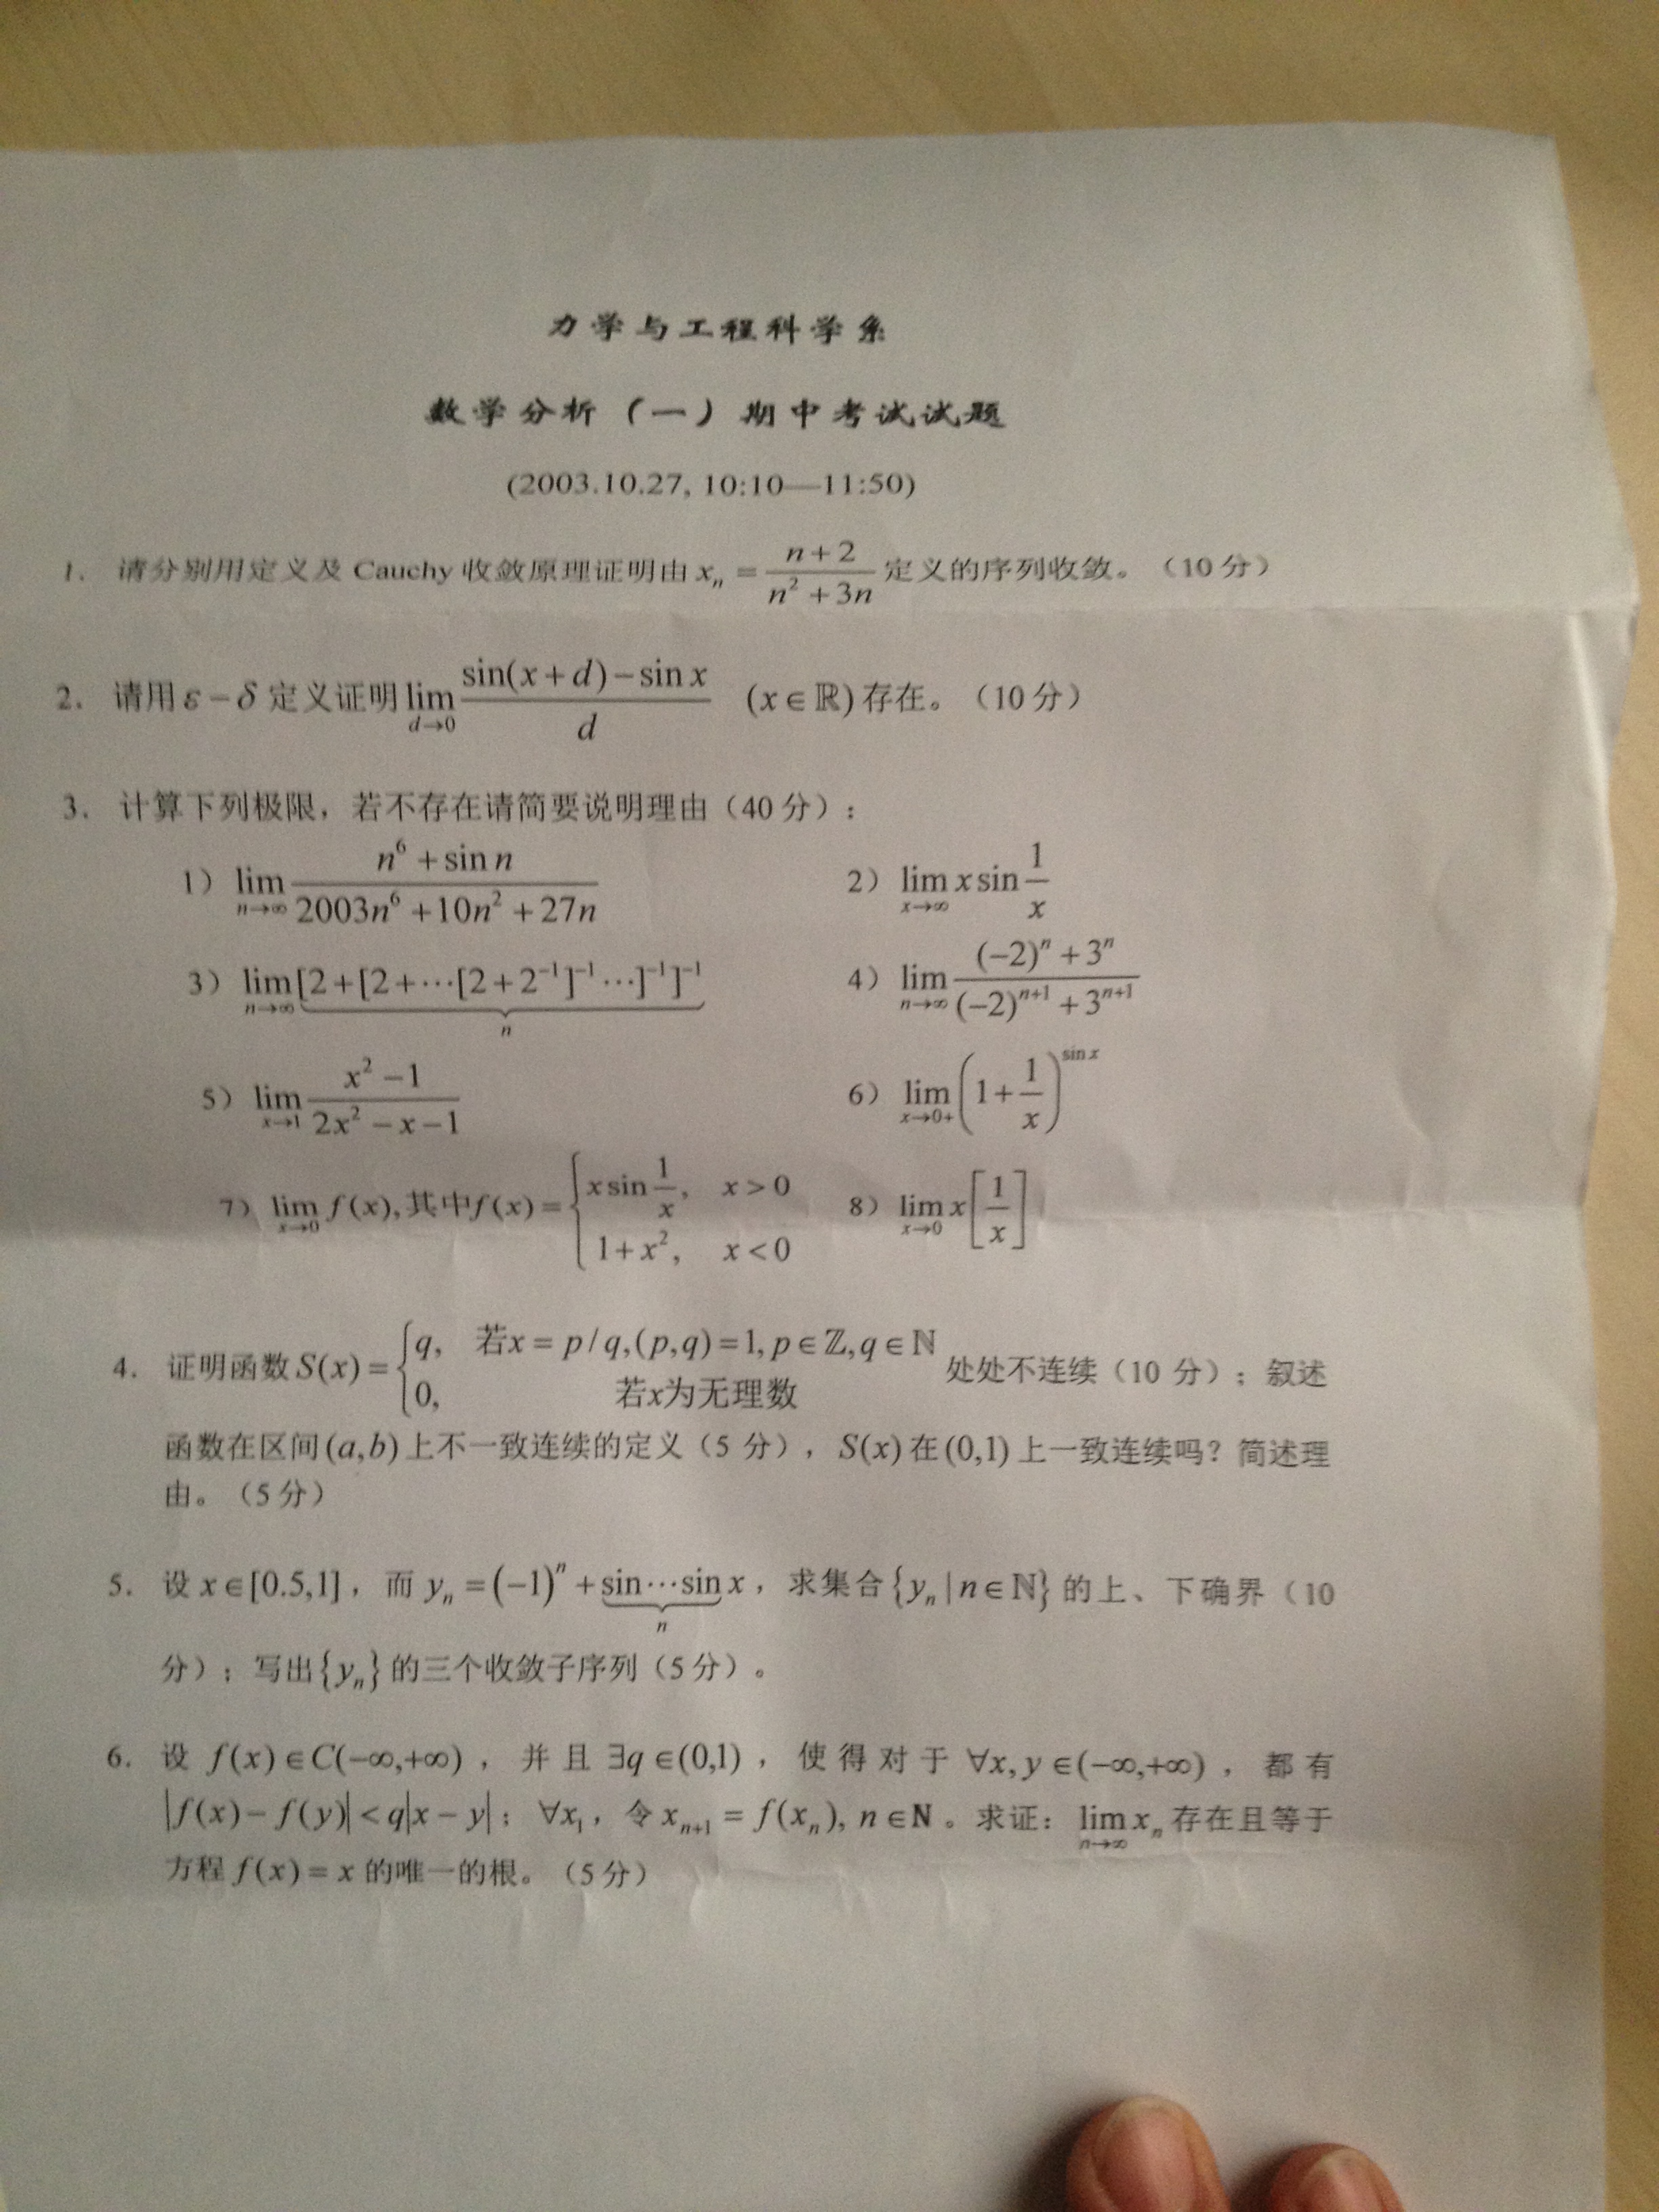 力学与工程科学系
数学分析（一）期中考试试题
(2003.10.27, 10:10—11:50)
1. 请分别用定义及 Cauchy 收敛原理证明由 $x_n = \frac{n+2}{n^2+3n}$ 定义的序列收敛。（10 分）
2. 请用 $\varepsilon-\delta$ 定义证明 $\lim_{d\to 0} \frac{\sin(x+d)-\sin x}{d}$ $(x\in\mathbb{R})$ 存在。（10 分）
3. 计算下列极限，若不存在请简要说明理由（40 分）：
1） $\lim_{n\to\infty} \frac{n^6+\sin n}{2003n^6+10n^2+27n}$ 2） $\lim_{x\to\infty} x\sin\frac{1}{x}$
3） $\lim_{n\to\infty} \underbrace{[2+[2+\cdots[2+2^{-1}]^{-1}\cdots]^{-1}]^{-1}}_{n}$ 4） $\lim_{n\to\infty} \frac{(-2)^n+3^n}{(-2)^{n+1}+3^{n+1}}$
5） $\lim_{x\to 1} \frac{x^2-1}{2x^2-x-1}$ 6） $\lim_{x\to 0+} \left(1+\frac{1}{x}\right)^{\sin x}$
7） $\lim_{x\to 0} f(x)$, 其中 $f(x)=\begin{cases} x\sin\frac{1}{x}, & x>0 \\ 1+x^2, & x<0 \end{cases}$ 8） $\lim_{x\to 0} x\left[\frac{1}{x}\right]$
4. 证明函数 $S(x)=\begin{cases} q, & 若x=p/q,(p,q)=1,p\in\mathbb{Z},q\in\mathbb{N} \\ 0, & 若x为无理数 \end{cases}$ 处处不连续（10 分）；叙述
函数在区间 $(a,b)$ 上不一致连续的定义（5 分），$S(x)$ 在 $(0,1)$ 上一致连续吗？简述理
由。（5 分）
5. 设 $x\in[0.5,1]$，而 $y_n=(-1)^n+\underbrace{\sin\cdots\sin}_{n} x$，求集合 $\{y_n|n\in\mathbb{N}\}$ 的上、下确界（10
分）；写出 $\{y_n\}$ 的三个收敛子序列（5 分）。
6. 设 $f(x)\in C(-\infty,+\infty)$，并且 $\exists q\in(0,1)$，使得对于 $\forall x,y\in(-\infty,+\infty)$，都有
$|f(x)-f(y)|<q|x-y|$；$\forall x_1$，令 $x_{n+1}=f(x_n), n\in\mathbf{N}$。求证：$\lim_{n\to\infty} x_n$ 存在且等于
方程 $f(x)=x$ 的唯一的根。（5 分）